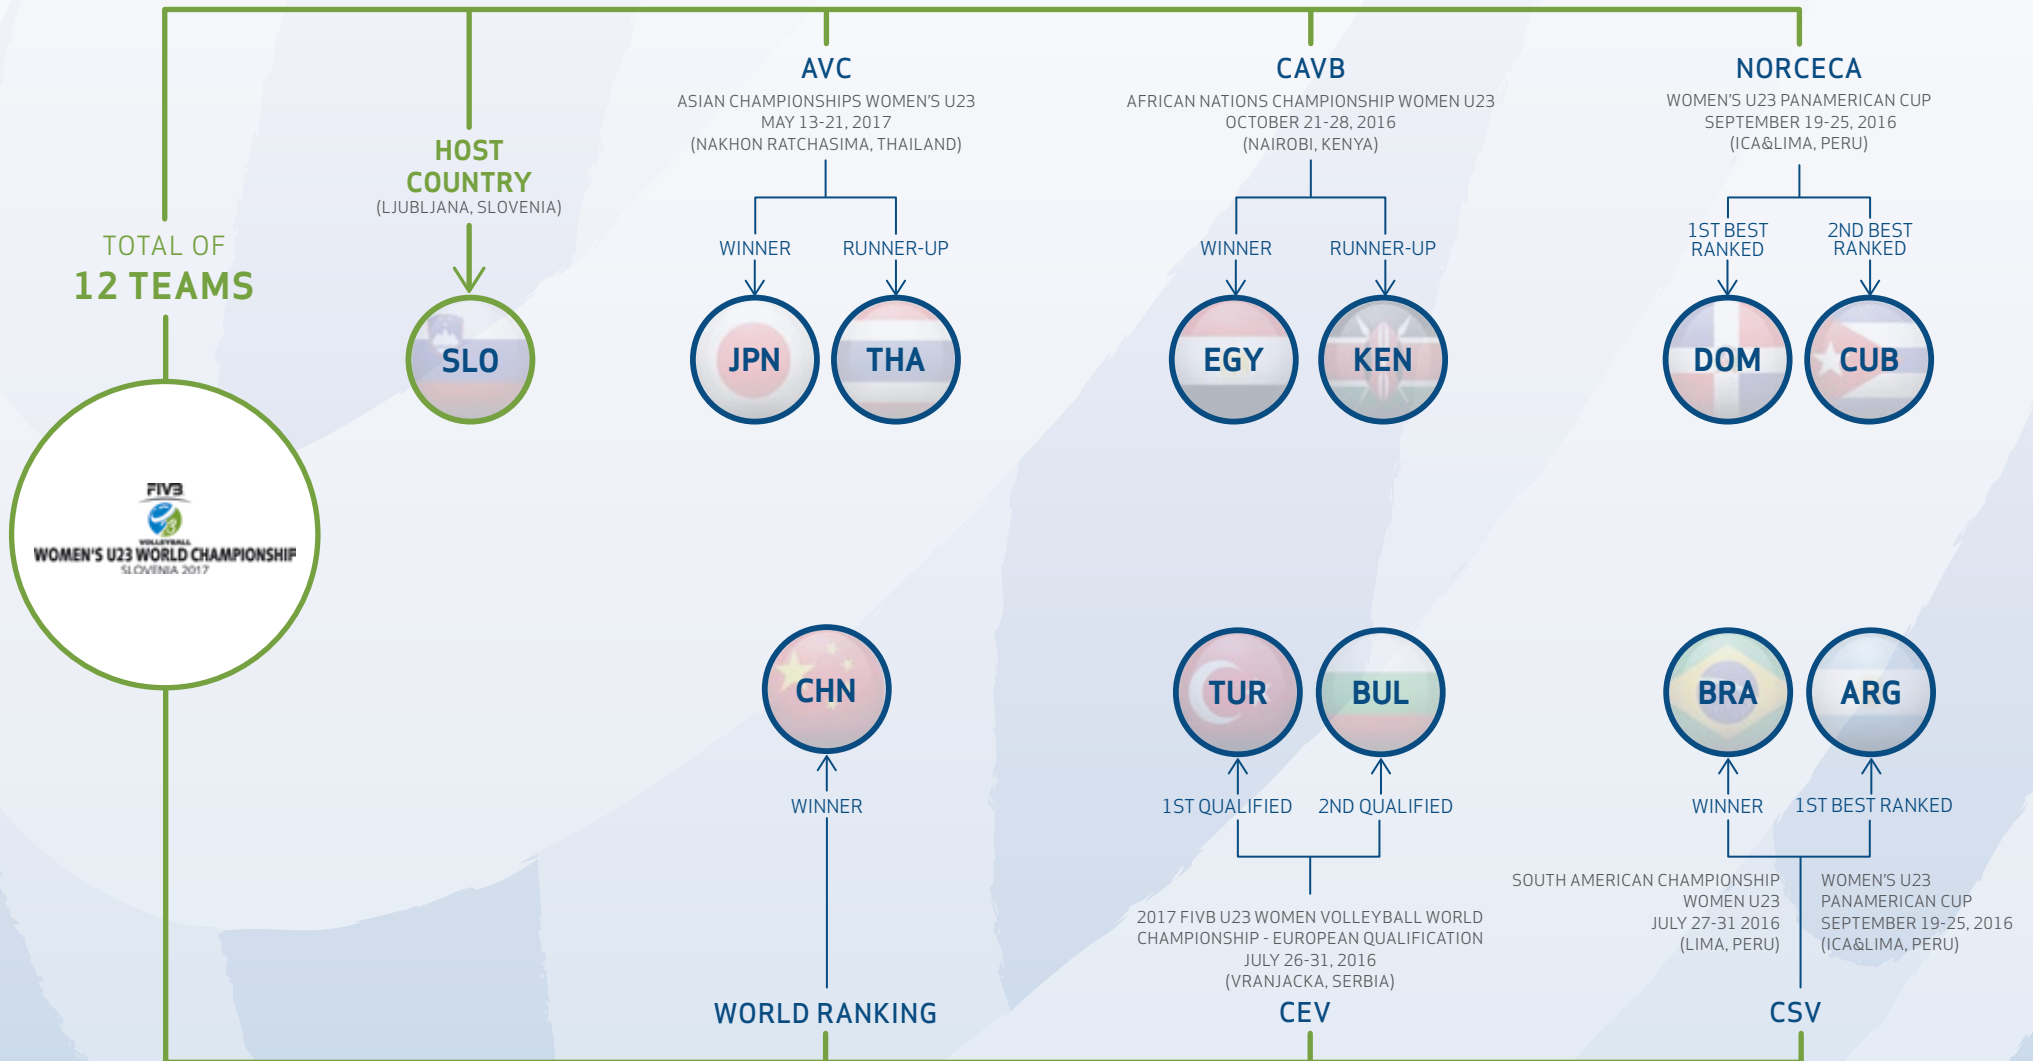 TOTAL OF
12 TEAMS
FIVB
VOLLEYBALL
WOMEN'S U23 WORLD CHAMPIONSHIP
SLOVENIA 2017
HOST
COUNTRY
(LJUBLJANA, SLOVENIA)
SLO
AVC
ASIAN CHAMPIONSHIPS WOMEN'S U23
MAY 13-21, 2017
(NAKHON RATCHASIMA, THAILAND)
WINNER
RUNNER-UP
JPN
THA
CAVB
AFRICAN NATIONS CHAMPIONSHIP WOMEN U23
OCTOBER 21-28, 2016
(NAIROBI, KENYA)
WINNER
RUNNER-UP
EGY
KEN
NORCECA
WOMEN'S U23 PANAMERICAN CUP
SEPTEMBER 19-25, 2016
(ICA&LIMA, PERU)
1ST BEST
RANKED
2ND BEST
RANKED
DOM
CUB
CHN
WINNER
WORLD RANKING
TUR
BUL
1ST QUALIFIED
2ND QUALIFIED
2017 FIVB U23 WOMEN VOLLEYBALL WORLD
CHAMPIONSHIP - EUROPEAN QUALIFICATION
JULY 26-31, 2016
(VRANJACKA, SERBIA)
CEV
BRA
ARG
WINNER
1ST BEST RANKED
SOUTH AMERICAN CHAMPIONSHIP
WOMEN U23
JULY 27-31 2016
(LIMA, PERU)
WOMEN'S U23
PANAMERICAN CUP
SEPTEMBER 19-25, 2016
(ICA&LIMA, PERU)
CSV